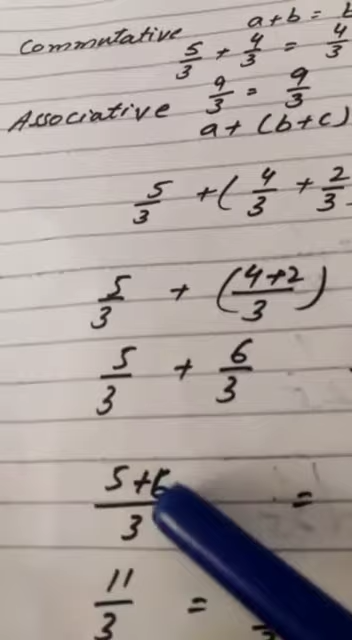 Commutative a+b =
5/3 + 4/3 = 4/3
9/3 = 9/3
Associative a + (b+c)
5/3 + (4/3 + 2/3
5/3 + (4+2/3)
5/3 + 6/3
5+6/3 =
11/3 =